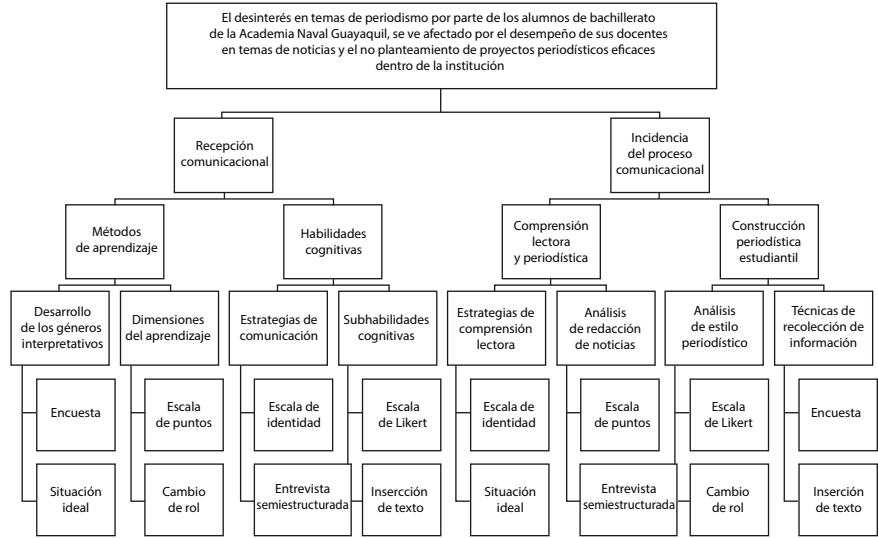 El desinterés en temas de periodismo por parte de los alumnos de bachillerato
de la Academia Naval Guayaquil, se ve afectado por el desempeño de sus docentes
en temas de noticias y el no planteamiento de proyectos periodísticos eficaces
dentro de la institución
Recepción
comunicacional
Incidencia
del proceso
comunicacional
Métodos
de aprendizaje
Habilidades
cognitivas
Comprensión
lectora
y periodística
Construcción
periodística
estudiantil
Desarrollo
de los géneros
interpretativos
Dimensiones
del aprendizaje
Estrategias de
comunicación
Subhabilidades
cognitivas
Estrategias de
comprensión
lectora
Análisis
de redacción
de noticias
Análisis
de estilo
periodístico
Técnicas de
recolección de
información
Encuesta
Escala
de puntos
Escala de
identidad
Escala
de Likert
Escala de
identidad
Escala
de puntos
Escala
de Likert
Encuesta
Situación
ideal
Cambio
de rol
Entrevista
semiestructurada
Insercción
de texto
Situación
ideal
Entrevista
semiestructurada
Cambio
de rol
Inserción
de texto